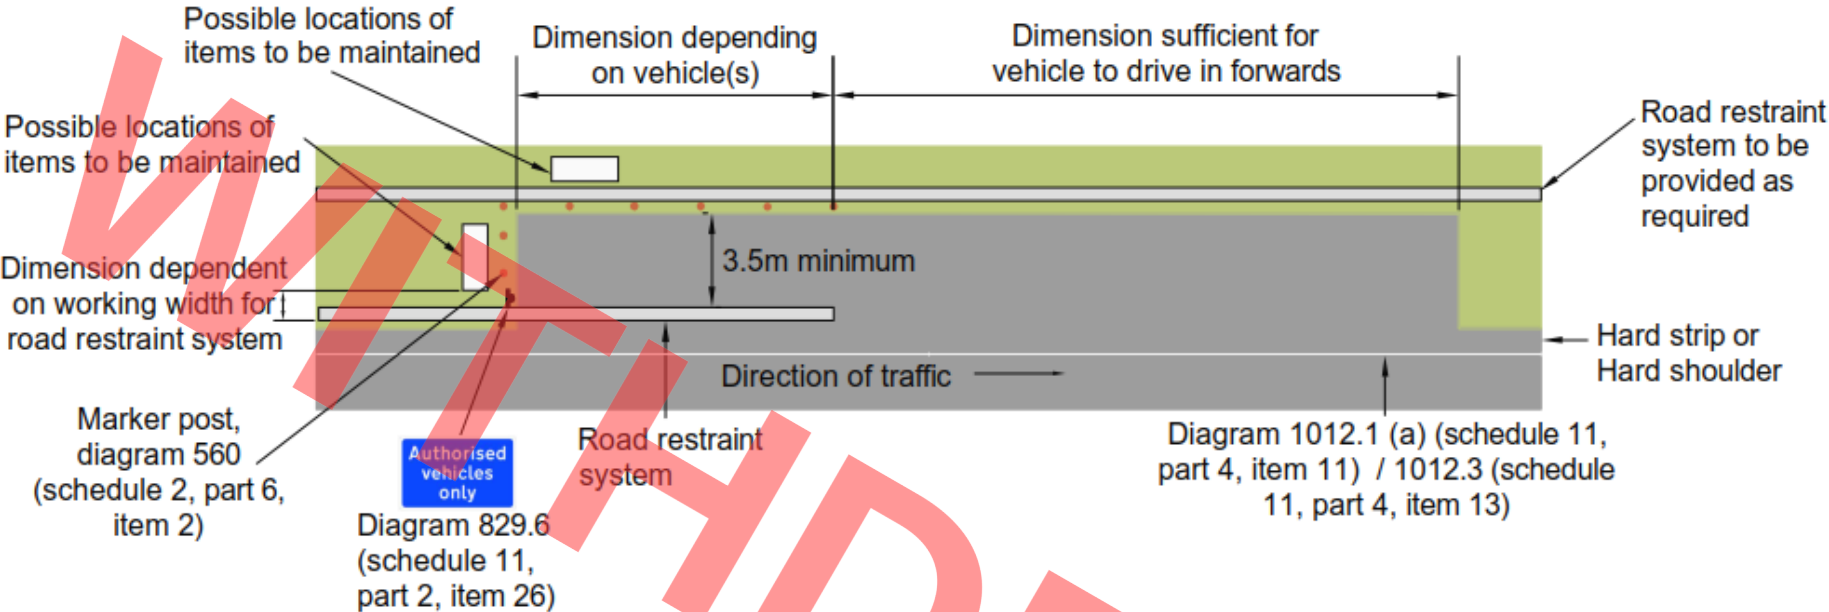 Possible locations of
items to be maintained
Dimension depending
on vehicle(s)
Dimension sufficient for
vehicle to drive in forwards
Possible locations of
items to be maintained
Road restraint
system to be
provided as
required
3.5m minimum
Dimension dependent
on working width for
road restraint system
Hard strip or
Hard shoulder
Direction of traffic
Marker post,
diagram 560
(schedule 2, part 6,
item 2)
Authorised
vehicles
only
Diagram 829.6
(schedule 11,
part 2, item 26)
Road restraint
system
Diagram 1012.1 (a) (schedule 11,
part 4, item 11) / 1012.3 (schedule
11, part 4, item 13)
WITHD